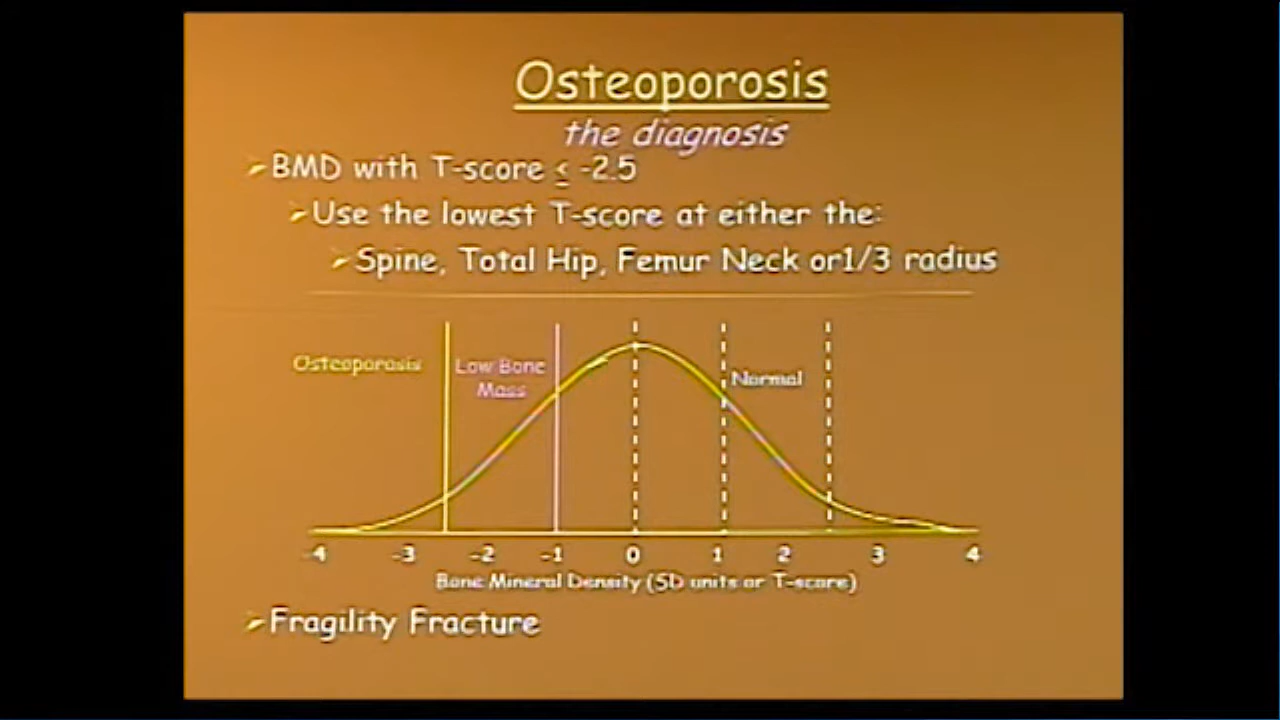 Osteoporosis
the diagnosis
➢BMD with T-score ≤ -2.5
➢Use the lowest T-score at either the:
➢Spine, Total Hip, Femur Neck or1/3 radius
Osteoporosis
Low Bone
Mass
Normal
-4 -3 -2 -1 0 1 2 3 4
Bone Mineral Density (SD units or T-score)
➢Fragility Fracture